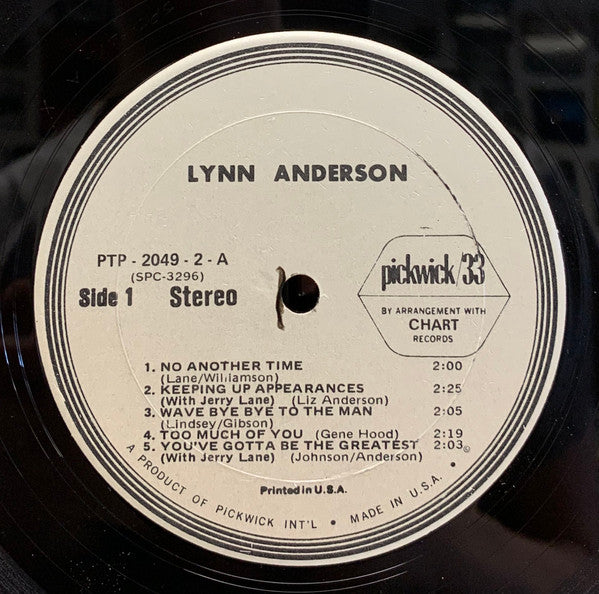 LYNN ANDERSON
PTP - 2049 - 2 - A
(SPC-3296)
Side 1 Stereo
pickwick/33
BY ARRANGEMENT WITH
CHART
RECORDS
1. NO ANOTHER TIME 2:00
(Lane/Williamson)
2. KEEPING UP APPEARANCES 2:25
(With Jerry Lane) (Liz Anderson)
3. WAVE BYE BYE TO THE MAN 2:05
(Lindsey/Gibson)
4. TOO MUCH OF YOU (Gene Hood) 2:19
5. YOU'VE GOTTA BE THE GREATEST 2:03
(With Jerry Lane) (Johnson/Anderson) ©
Printed in U.S.A.
A PRODUCT OF PICKWICK INT'L • MADE IN U.S.A. •